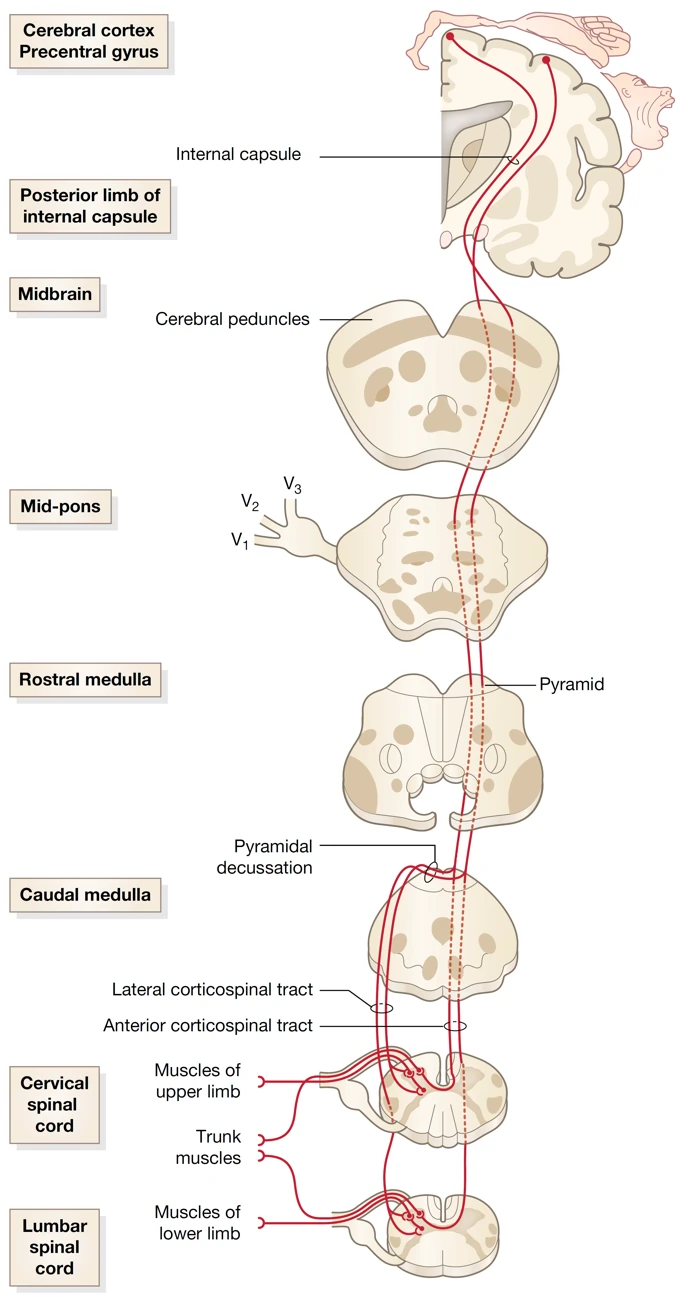 Cerebral cortex
Precentral gyrus
Internal capsule
Posterior limb of
internal capsule
Midbrain
Cerebral peduncles
Mid-pons
V3
V2
V1
Rostral medulla
Pyramid
Pyramidal
decussation
Caudal medulla
Lateral corticospinal tract
Anterior corticospinal tract
Cervical
spinal
cord
Muscles of
upper limb
Trunk
muscles
Muscles of
lower limb
Lumbar
spinal
cord